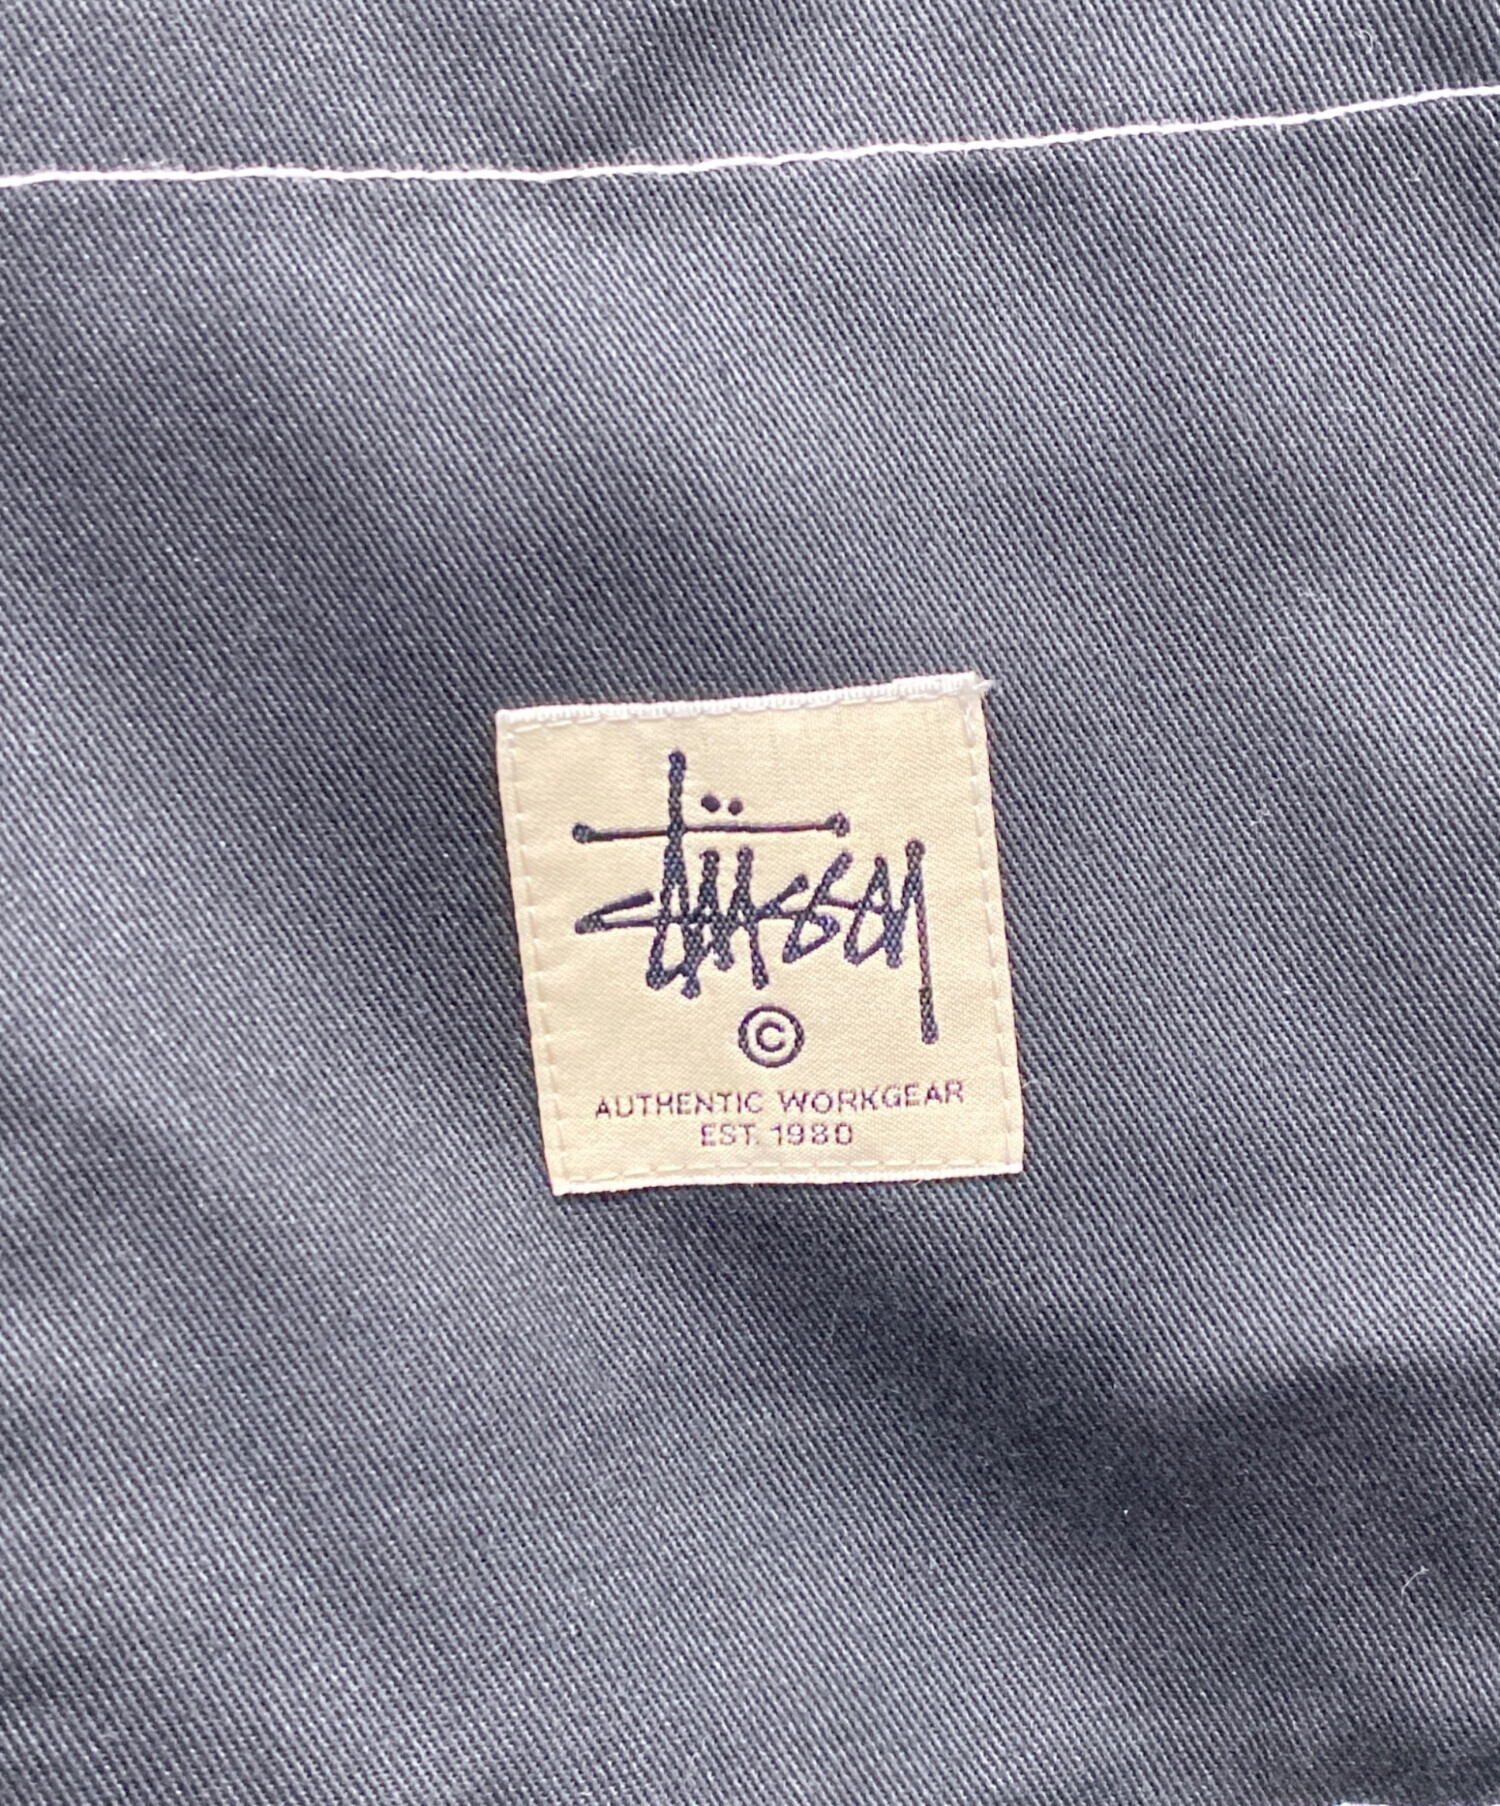 Stüssy
©
AUTHENTIC WORKGEAR
EST. 1980